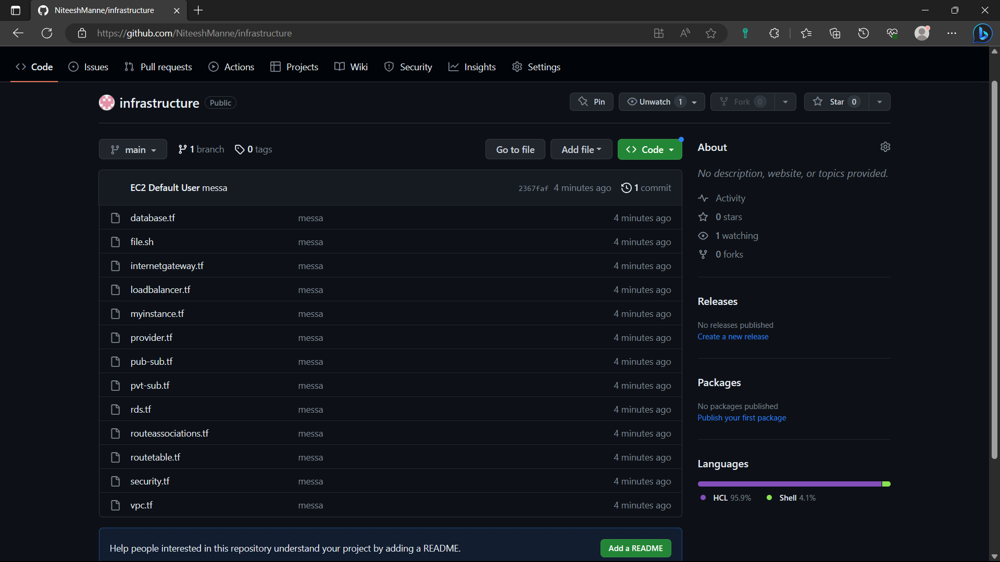 NiteeshManne/infrastructure
https://github.com/NiteeshManne/infrastructure
Code Issues Pull requests Actions Projects Wiki Security Insights Settings
infrastructure Public Pin Unwatch 1 Fork 0 Star 0
main 1 branch 0 tags Go to file Add file Code
EC2 Default User messa 2367faf 4 minutes ago 1 commit
database.tf messa 4 minutes ago
file.sh messa 4 minutes ago
internetgateway.tf messa 4 minutes ago
loadbalancer.tf messa 4 minutes ago
myinstance.tf messa 4 minutes ago
provider.tf messa 4 minutes ago
pub-sub.tf messa 4 minutes ago
pvt-sub.tf messa 4 minutes ago
rds.tf messa 4 minutes ago
routeassociations.tf messa 4 minutes ago
routetable.tf messa 4 minutes ago
security.tf messa 4 minutes ago
vpc.tf messa 4 minutes ago
Help people interested in this repository understand your project by adding a README. Add a README
About
No description, website, or topics provided.
Activity
0 stars
1 watching
0 forks
Releases
No releases published
Create a new release
Packages
No packages published
Publish your first package
Languages
HCL 95.9% Shell 4.1%